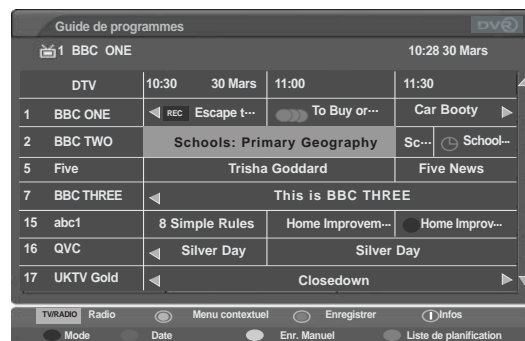 Guide de programmes DVR
1 BBC ONE 10:28 30 Mars
DTV 10:30 30 Mars 11:00 11:30
1 BBC ONE REC Escape t... To Buy or... Car Booty
2 BBC TWO Schools: Primary Geography Sc... School...
5 Five Trisha Goddard Five News
7 BBC THREE This is BBC THREE
15 abc1 8 Simple Rules Home Improvem... Home Improv...
16 QVC Silver Day Silver Day
17 UKTV Gold Closedown
TV/RADIO Radio Menu contextuel Enregistrer Infos
Mode Date Enr. Manuel Liste de planification